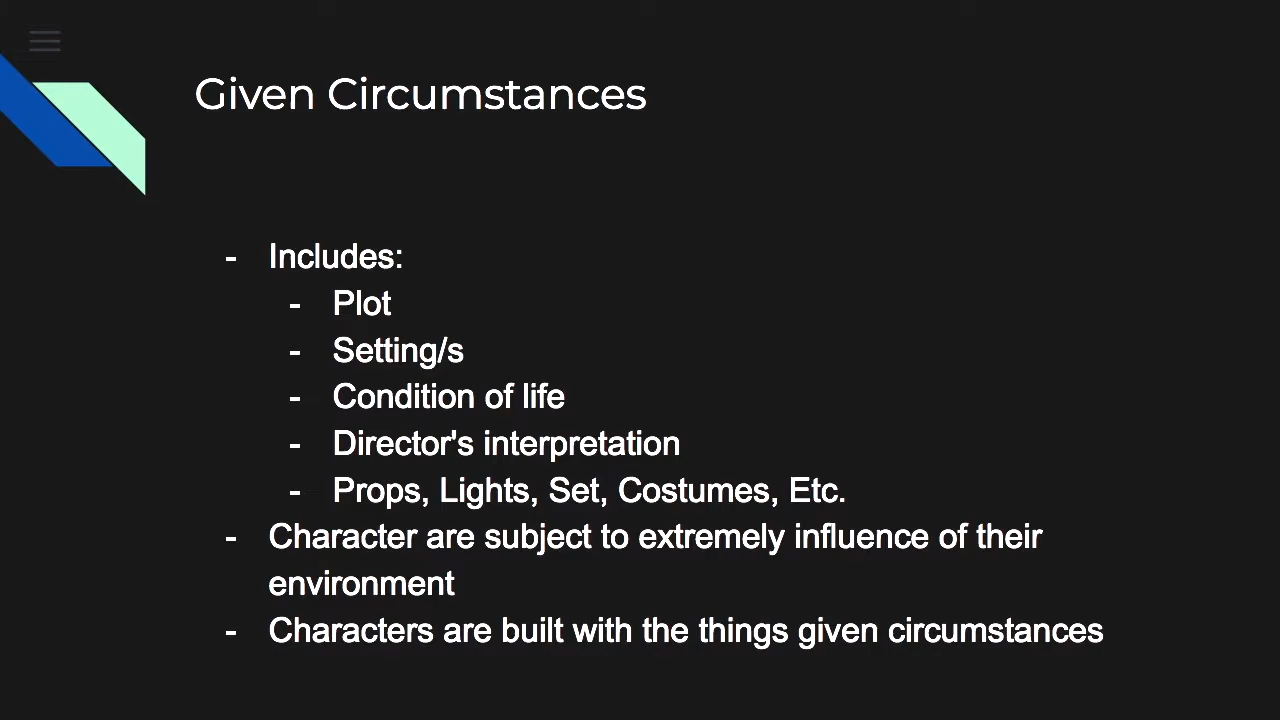 Given Circumstances
- Includes:
- Plot
- Setting/s
- Condition of life
- Director's interpretation
- Props, Lights, Set, Costumes, Etc.
- Character are subject to extremely influence of their
environment
- Characters are built with the things given circumstances